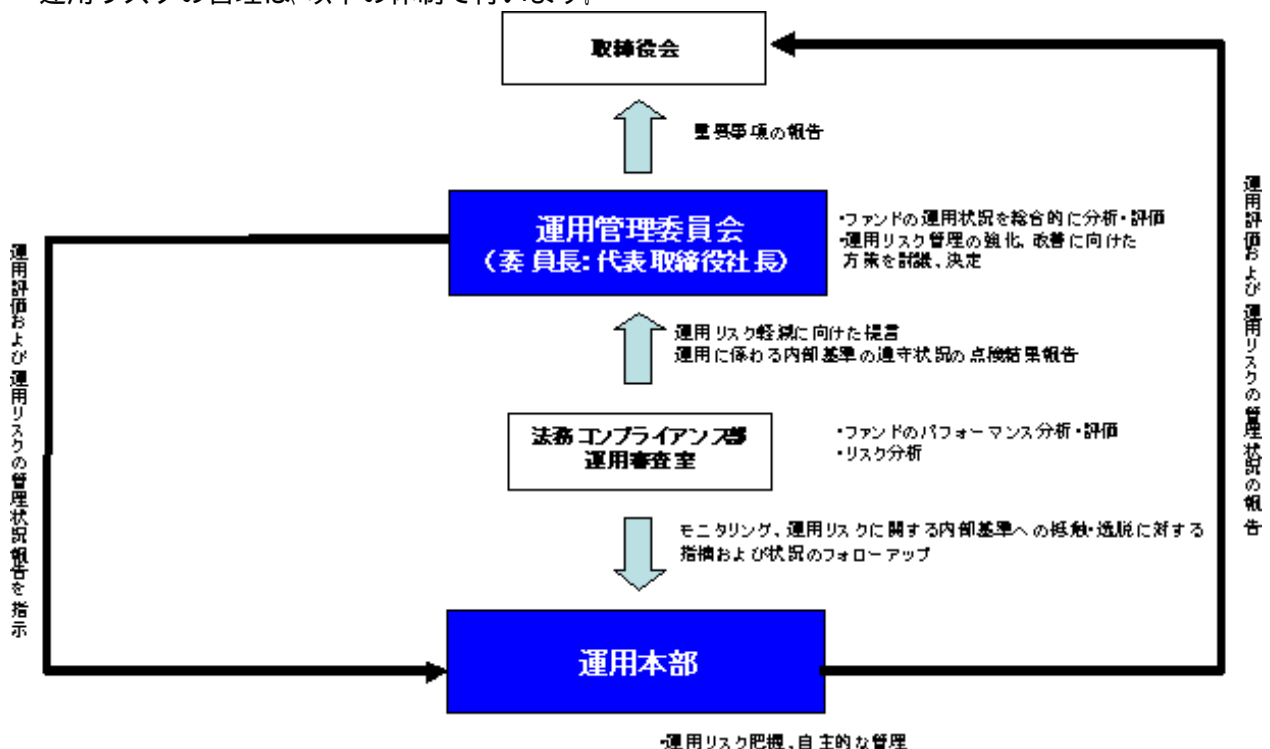 運用リスクの管理は、以下の体制で行います。
取締役会
重要事項の報告
運用管理委員会
（委員長：代表取締役社長）
・ファンドの運用状況を総合的に分析・評価
・運用リスク管理の強化、改善に向けた
方策を討議、決定
運用リスク軽減に向けた提言
運用に係わる内部基準の遵守状況の点検結果報告
法務コンプライアンス部
運用審査室
・ファンドのパフォーマンス分析・評価
・リスク分析
モニタリング、運用リスクに関する内部基準への抵触・逸脱に対する
指摘および状況のフォローアップ
運用本部
・運用リスク把握、自主的な管理
運用評価および運用リスクの管理状況報告を指示
運用評価および運用リスクの管理状況の報告